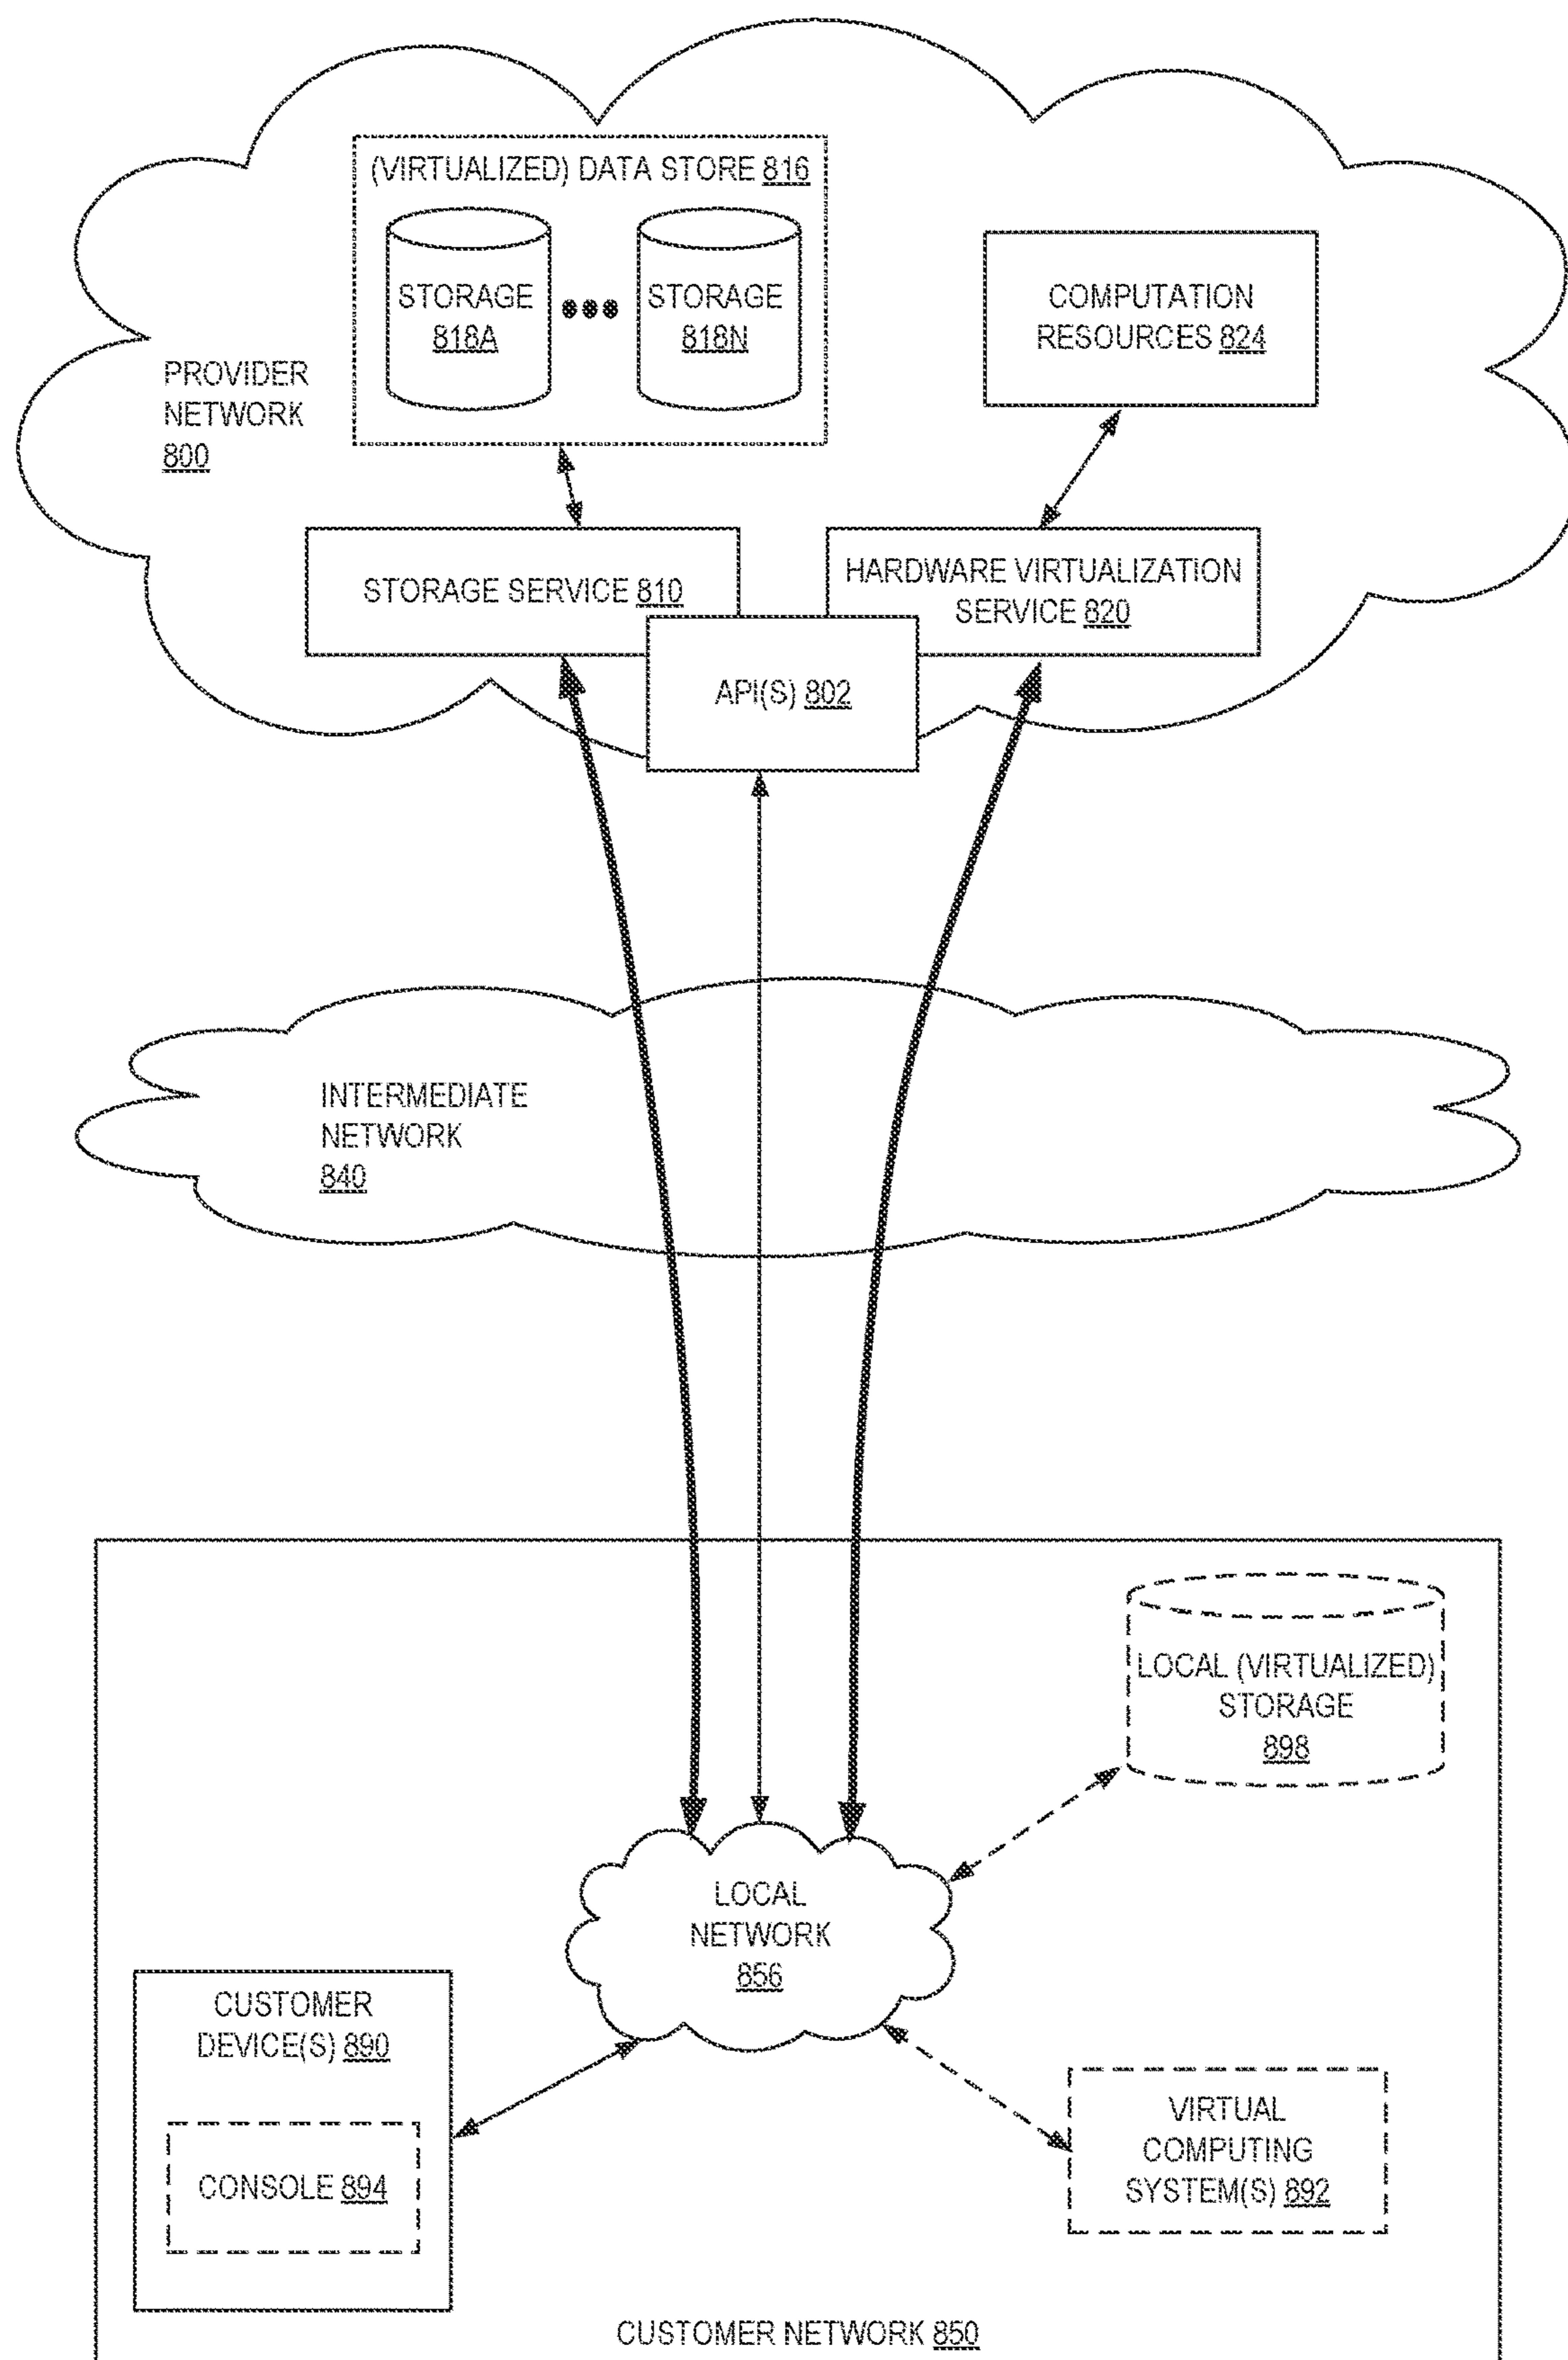 (VIRTUALIZED) DATA STORE 816
STORAGE
818A
STORAGE
818N
COMPUTATION
RESOURCES 824
PROVIDER
NETWORK
800
STORAGE SERVICE 810
HARDWARE VIRTUALIZATION
SERVICE 820
API(S) 802
INTERMEDIATE
NETWORK
840
LOCAL (VIRTUALIZED)
STORAGE
898
LOCAL
NETWORK
856
CUSTOMER
DEVICE(S) 890
CONSOLE 894
VIRTUAL
COMPUTING
SYSTEM(S) 892
CUSTOMER NETWORK 850